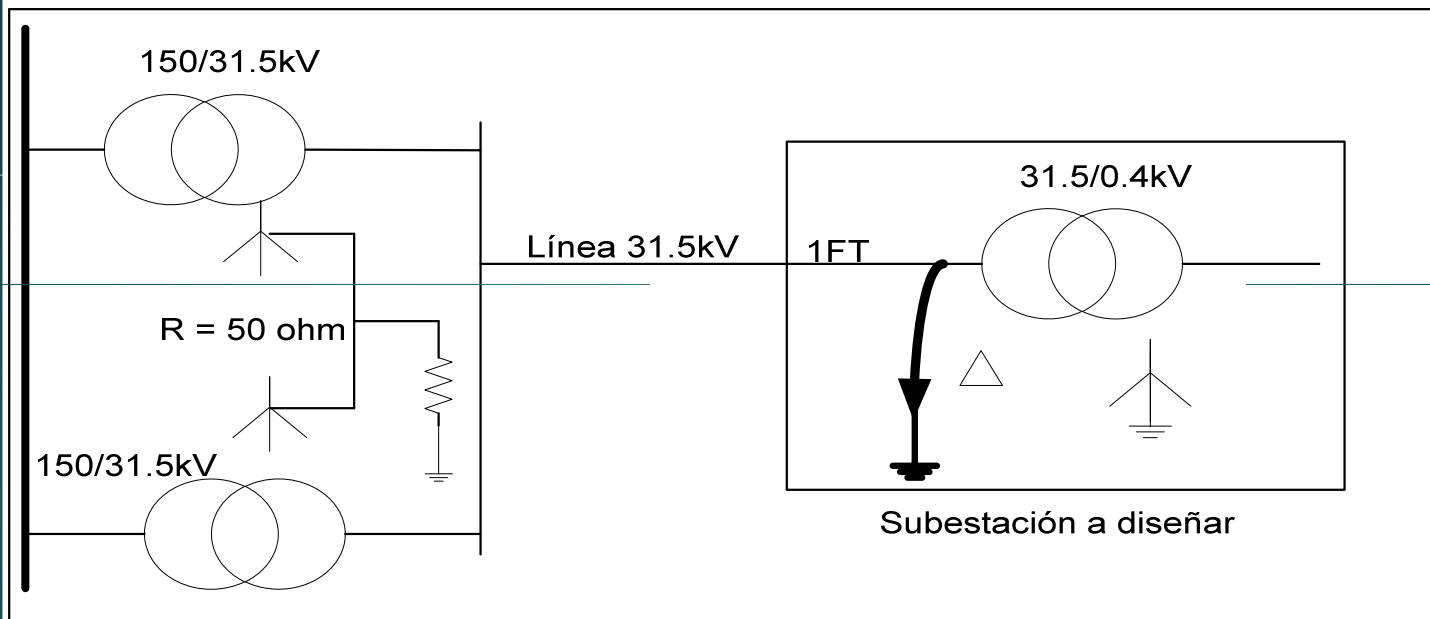 150/31.5kV
31.5/0.4kV
Línea 31.5kV
1FT
R = 50 ohm
150/31.5kV
Subestación a diseñar